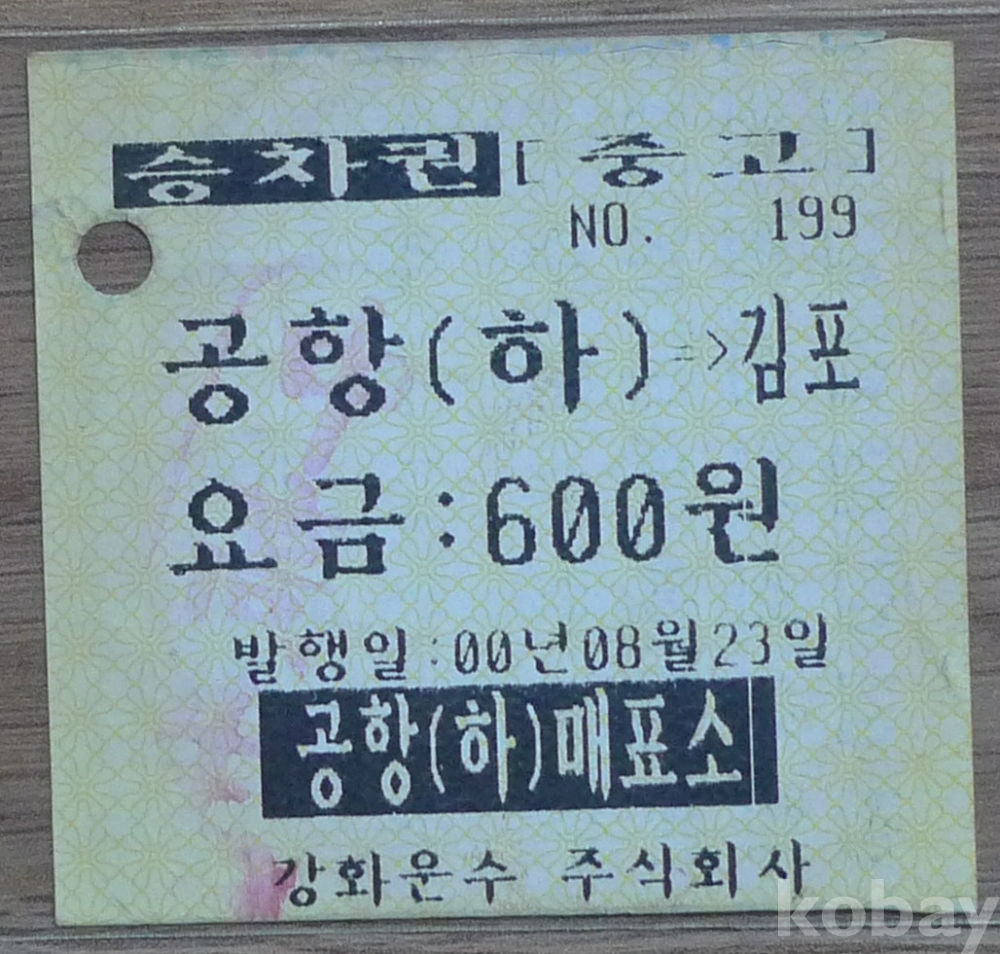 승차권[중고]
NO. 199
공항(하)=>김포
요금:600원
발행일:00년08월23일
공항(하)매표소
강화운수 주식회사
kobay